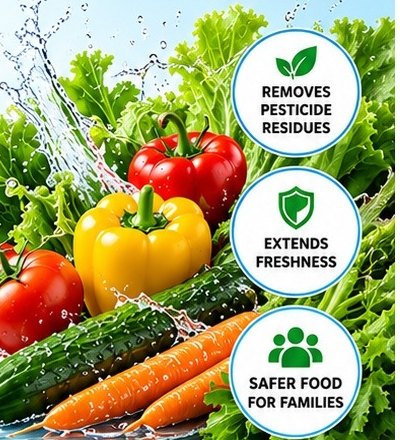 REMOVES
PESTICIDE
RESIDUES
EXTENDS
FRESHNESS
SAFER FOOD
FOR FAMILIES